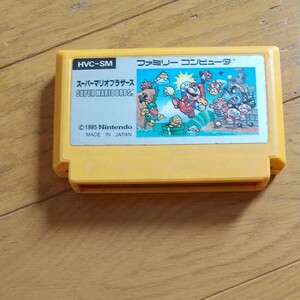 HVC-SM
ファミリー コンピュータ
スーパーマリオブラザーズ
SUPER MARIO BROS.
©1985 Nintendo
MADE IN JAPAN